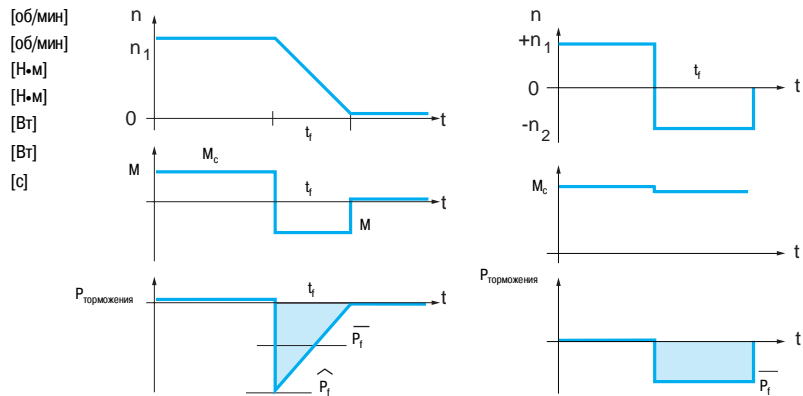 [об/мин]
[об/мин]
[Н•м]
[Н•м]
[Вт]
[Вт]
[с]
n
n1
0
tf
t
M
Mc
tf
t
M
Pторможения
tf
t
Pf
Pf
n
+n1
0
-n2
tf
t
Mc
t
Pторможения
t
Pf